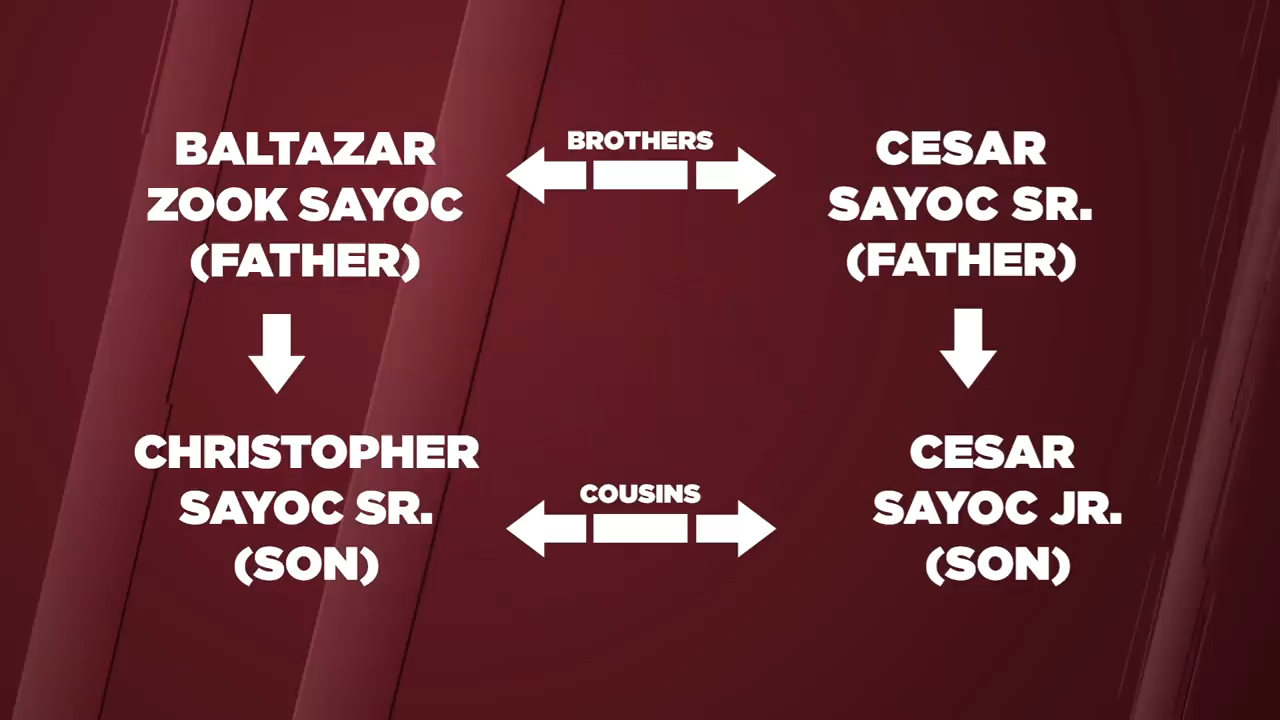 BALTAZAR
ZOOK SAYOC
(FATHER)
BROTHERS
CESAR
SAYOC SR.
(FATHER)
CHRISTOPHER
SAYOC SR.
(SON)
COUSINS
CESAR
SAYOC JR.
(SON)